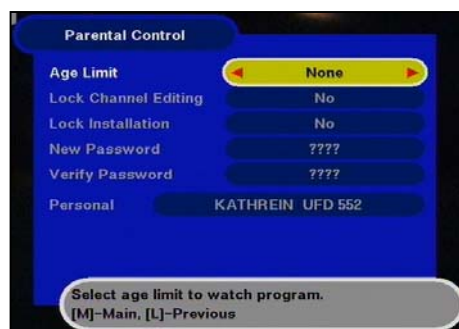 Parental Control
Age Limit None
Lock Channel Editing No
Lock Installation No
New Password ????
Verify Password ????
Personal KATHREIN UFD 552
Select age limit to watch program.
[M]-Main, [L]-Previous